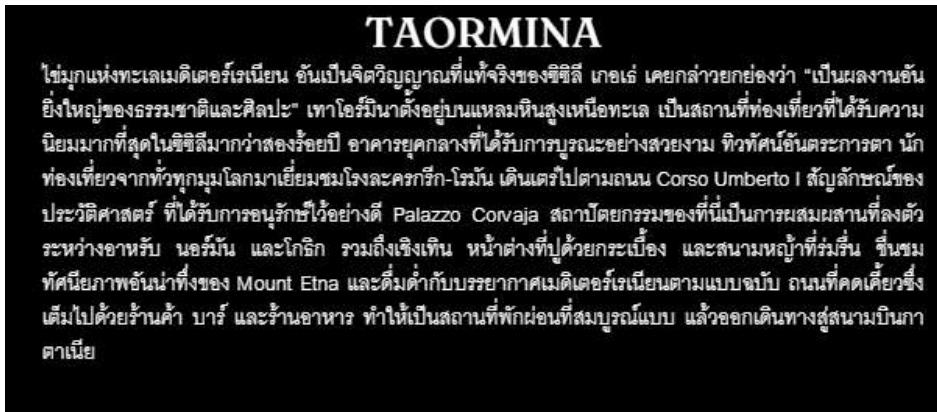 TAORMINA
ไข่มุกแห่งทะเลเมดิเตอร์เรเนียน อันเป็นจิตวิญญาณที่แท้จริงของซิซิลี เกอเธ่ เคยกล่าวยกย่องว่า "เป็นผลงานอัน
ยิ่งใหญ่ของธรรมชาติและศิลปะ" เทาโอร์มินาตั้งอยู่บนแหลมหินสูงเหนือทะเล เป็นสถานที่ท่องเที่ยวที่ได้รับความ
นิยมมากที่สุดในซิซิลีมากว่าสองร้อยปี อาคารยุคกลางที่ได้รับการบูรณะอย่างสวยงาม ทิวทัศน์อันตระการตา นัก
ท่องเที่ยวจากทั่วทุกมุมโลกมาเยี่ยมชมโรงละครกรีก-โรมัน เดินเตร่ไปตามถนน Corso Umberto I สัญลักษณ์ของ
ประวัติศาสตร์ ที่ได้รับการอนุรักษ์ไว้อย่างดี Palazzo Corvaja สถาปัตยกรรมของที่นี่เป็นการผสมผสานที่ลงตัว
ระหว่างอาหรับ นอร์มัน และโกธิก รวมถึงเชิงเทิน หน้าต่างที่ปูด้วยกระเบื้อง และสนามหญ้าที่ร่มรื่น ชื่นชม
ทัศนียภาพอันน่าทึ่งของ Mount Etna และดื่มด่ำกับบรรยากาศเมดิเตอร์เรเนียนตามแบบฉบับ ถนนที่คดเคี้ยวซึ่ง
เต็มไปด้วยร้านค้า บาร์ และร้านอาหาร ทำให้เป็นสถานที่พักผ่อนที่สมบูรณ์แบบ แล้วออกเดินทางสู่สนามบินกา
ตาเนีย